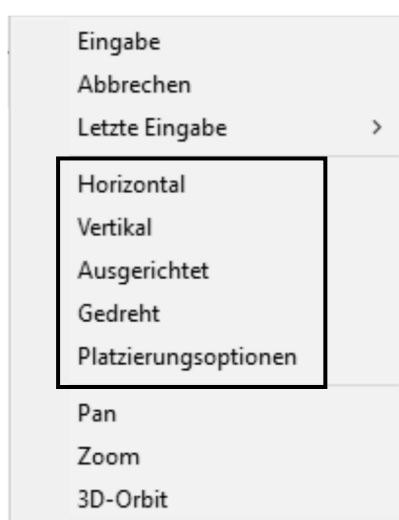 Eingabe
Abbrechen
Letzte Eingabe
Horizontal
Vertikal
Ausgerichtet
Gedreht
Platzierungsoptionen
Pan
Zoom
3D-Orbit